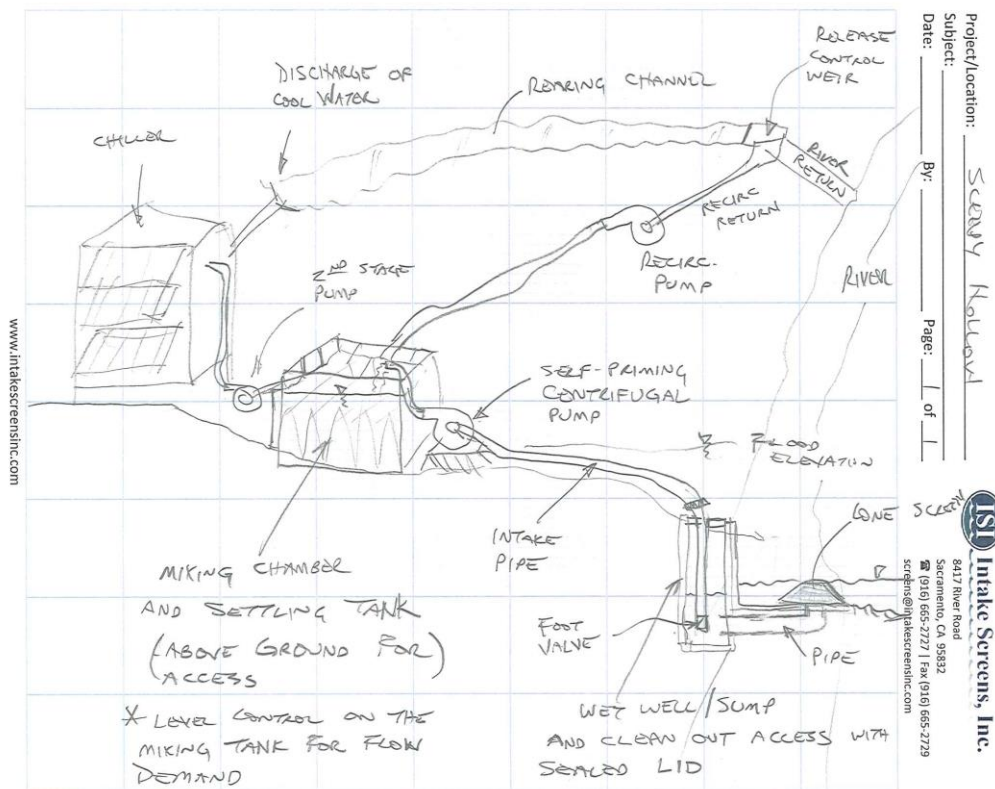 Project/Location: Scarvy Hollow
Subject:
Date: By: Page: 1 of 1
ISI Intake Screens, Inc.
8417 River Road
Sacramento, CA 95832
☎ (916) 665-2727 | Fax (916) 665-2729
screens@intakescreensinc.com
RELEASE
CONTROL
WEIR
DISCHARGE OF
COOL WATER
REARING CHANNEL
CHILLER
RIVER
RETURN
RECIRC
RETURN
2ND STAGE
PUMP
RECIRC.
PUMP
RIVER
SELF-PRIMING
CENTRIFUGAL
PUMP
FLOOD
ELEVATION
CONE SCREEN
INTAKE
PIPE
MIXING CHAMBER
AND SETTLING TANK
(ABOVE GROUND FOR)
ACCESS
* LEVEL CONTROL ON THE
MIXING TANK FOR FLOW
DEMAND
FOOT
VALVE
PIPE
WET WELL/SUMP
AND CLEAN OUT ACCESS WITH
SEALED LID
www.intakescreensinc.com